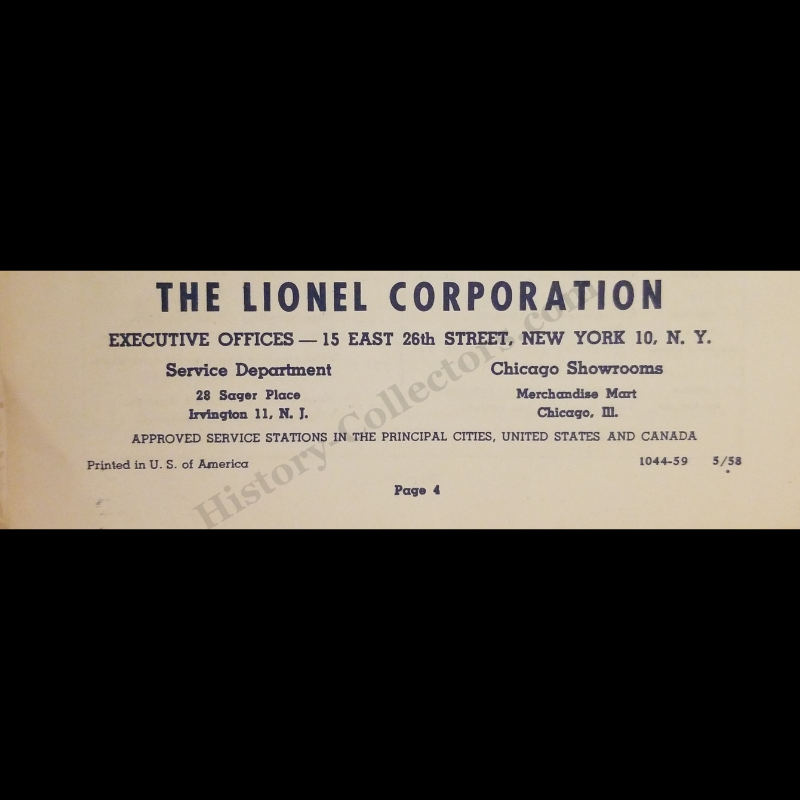 THE LIONEL CORPORATION
EXECUTIVE OFFICES — 15 EAST 26th STREET, NEW YORK 10, N. Y.
Service Department
28 Sager Place
Irvington 11, N. J.
Chicago Showrooms
Merchandise Mart
Chicago, Ill.
APPROVED SERVICE STATIONS IN THE PRINCIPAL CITIES, UNITED STATES AND CANADA
Printed in U. S. of America
1044-59 5/58
Page 4
History-Collectors.com